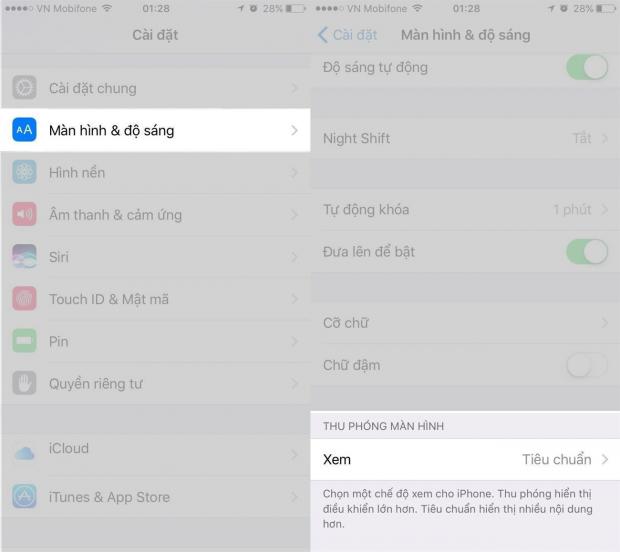 VN Mobifone 01:28 28%
Cài đặt
Cài đặt chung
AA Màn hình & độ sáng
Hình nền
Âm thanh & cảm ứng
Siri
Touch ID & Mật mã
Pin
Quyền riêng tư
iCloud
iTunes & App Store
VN Mobifone 01:28 28%
Cài đặt Màn hình & độ sáng
Độ sáng tự động
Night Shift Tắt
Tự động khóa 1 phút
Đưa lên để bật
Cỡ chữ
Chữ đậm
THU PHÓNG MÀN HÌNH
Xem Tiêu chuẩn
Chọn một chế độ xem cho iPhone. Thu phóng hiển thị
điều khiển lớn hơn. Tiêu chuẩn hiển thị nhiều nội dung
hơn.